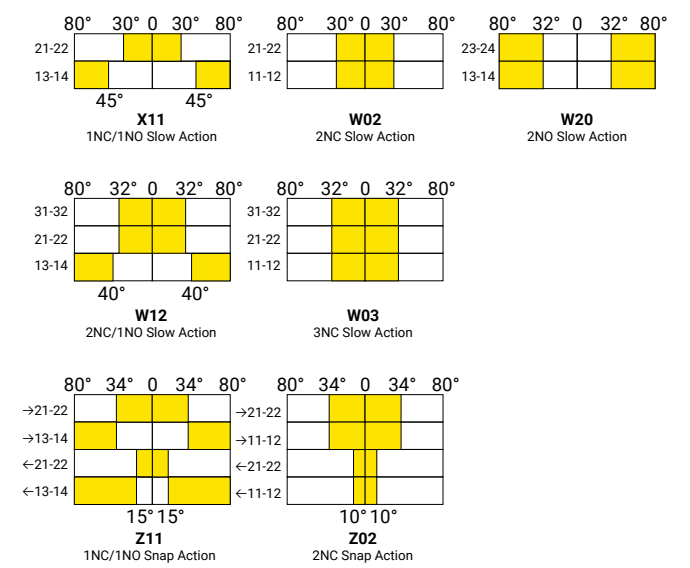 80° 30° 0 30° 80°
21-22
13-14
45° 45°
X11
1NC/1NO Slow Action
80° 30° 0 30° 80°
21-22
11-12
W02
2NC Slow Action
80° 32° 0 32° 80°
23-24
13-14
W20
2NO Slow Action
80° 32° 0 32° 80°
31-32
21-22
13-14
40° 40°
W12
2NC/1NO Slow Action
80° 32° 0 32° 80°
31-32
21-22
11-12
W03
3NC Slow Action
80° 34° 0 34° 80°
→21-22
→13-14
←21-22
←13-14
15° 15°
Z11
1NC/1NO Snap Action
80° 34° 0 34° 80°
→21-22
→11-12
←21-22
←11-12
10° 10°
Z02
2NC Snap Action